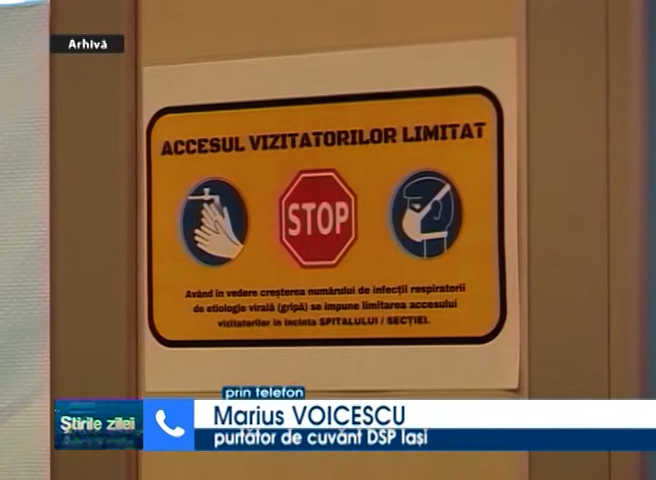 Arhivă
ACCESUL VIZITATORILOR LIMITAT
STOP
Având în vedere creșterea numărului de infecții respiratorii
de etiologie virală (gripă) se impune limitarea accesului
vizitatorilor în incinta SPITALULUI / SECȚIEI.
prin telefon
Știrile zilei
Marius VOICESCU
purtător de cuvânt DSP Iași